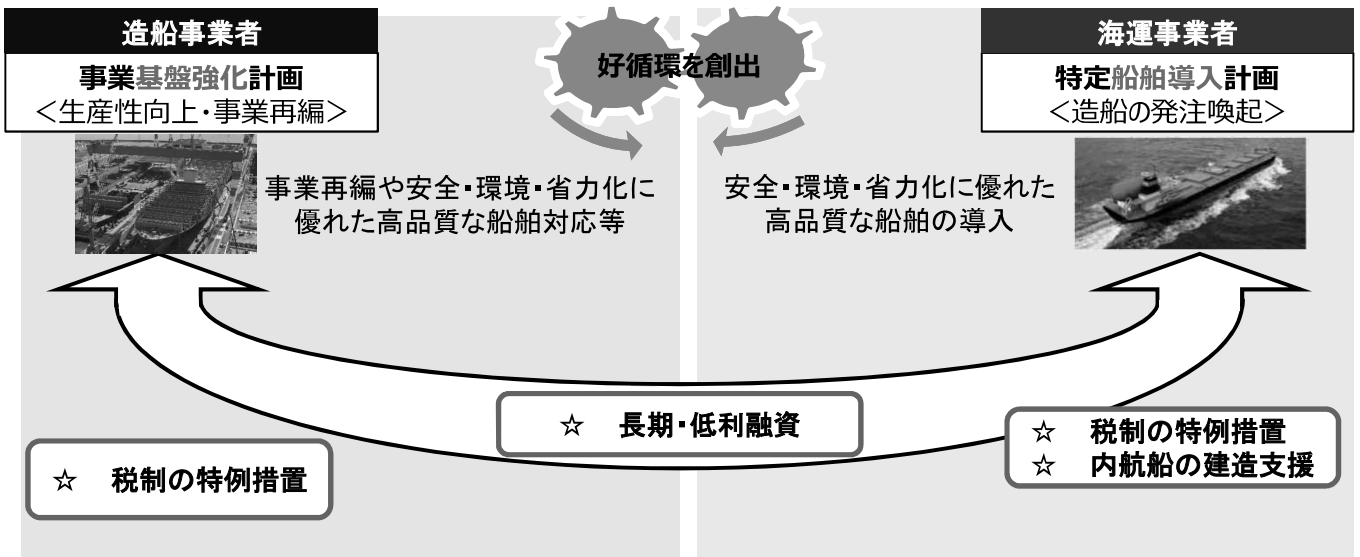 造船事業者
事業基盤強化計画
＜生産性向上・事業再編＞
好循環を創出
海運事業者
特定船舶導入計画
＜造船の発注喚起＞
事業再編や安全・環境・省力化に
優れた高品質な船舶対応等
安全・環境・省力化に優れた
高品質な船舶の導入
☆ 長期・低利融資
☆ 税制の特例措置
☆ 税制の特例措置
☆ 内航船の建造支援